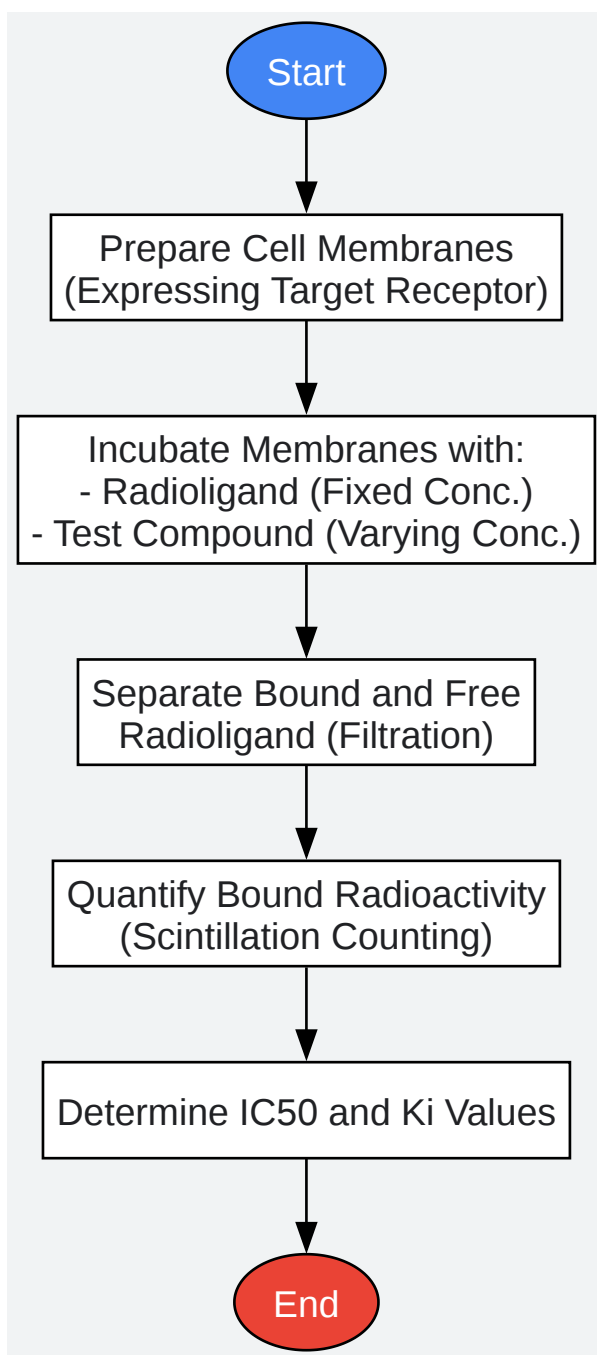 Start
Prepare Cell Membranes
(Expressing Target Receptor)
Incubate Membranes with:
- Radioligand (Fixed Conc.)
- Test Compound (Varying Conc.)
Separate Bound and Free
Radioligand (Filtration)
Quantify Bound Radioactivity
(Scintillation Counting)
Determine IC50 and Ki Values
End